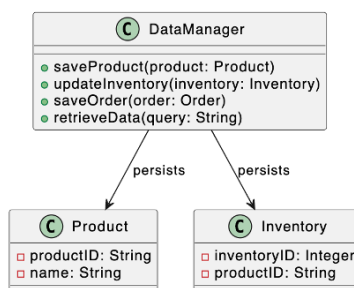 C DataManager
saveProduct(product: Product)
updateInventory(inventory: Inventory)
saveOrder(order: Order)
retrieveData(query: String)
persists persists
C Product C Inventory
productID: String inventoryID: Integer
name: String productID: String